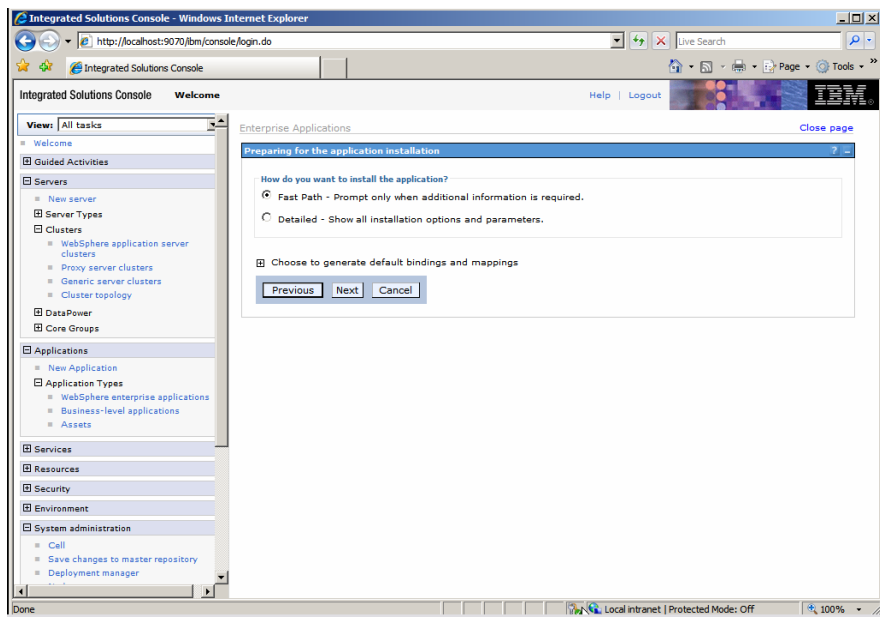 Integrated Solutions Console - Windows Internet Explorer
http://localhost:9070/ibm/console/login.do
Live Search
Integrated Solutions Console
Page
Tools
Integrated Solutions Console Welcome
Help | Logout
IBM
View: All tasks
Welcome
Guided Activities
Servers
New server
Server Types
Clusters
WebSphere application server
clusters
Proxy server clusters
Generic server clusters
Cluster topology
DataPower
Core Groups
Applications
New Application
Application Types
WebSphere enterprise applications
Business-level applications
Assets
Services
Resources
Security
Environment
System administration
Cell
Save changes to master repository
Deployment manager
Enterprise Applications
Close page
Preparing for the application installation
How do you want to install the application?
Fast Path - Prompt only when additional information is required.
Detailed - Show all installation options and parameters.
Choose to generate default bindings and mappings
Previous Next Cancel
Done
Local intranet | Protected Mode: Off
100%